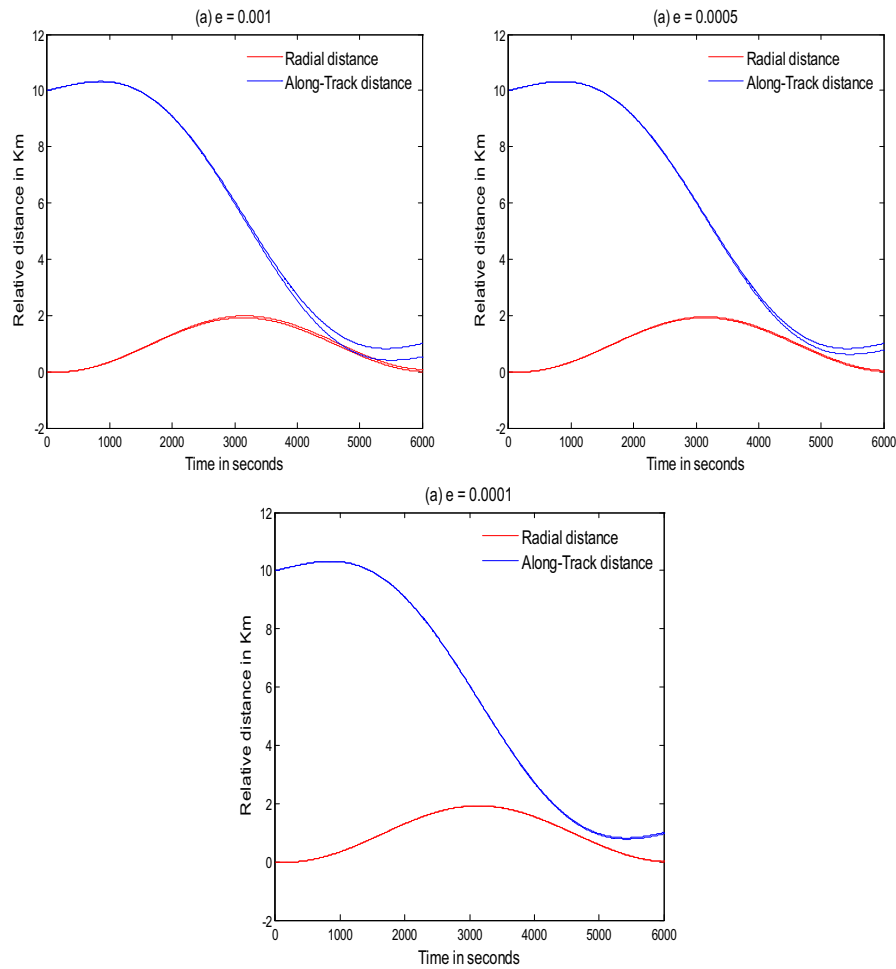 (a) e = 0.001
12
10
8
6
4
2
0
-2
Relative distance in Km
Radial distance
Along-Track distance
0 1000 2000 3000 4000 5000 6000
Time in seconds
(a) e = 0.0005
12
10
8
6
4
2
0
-2
Relative distance in Km
Radial distance
Along-Track distance
0 1000 2000 3000 4000 5000 6000
Time in seconds
(a) e = 0.0001
12
10
8
6
4
2
0
-2
Relative distance in Km
Radial distance
Along-Track distance
0 1000 2000 3000 4000 5000 6000
Time in seconds